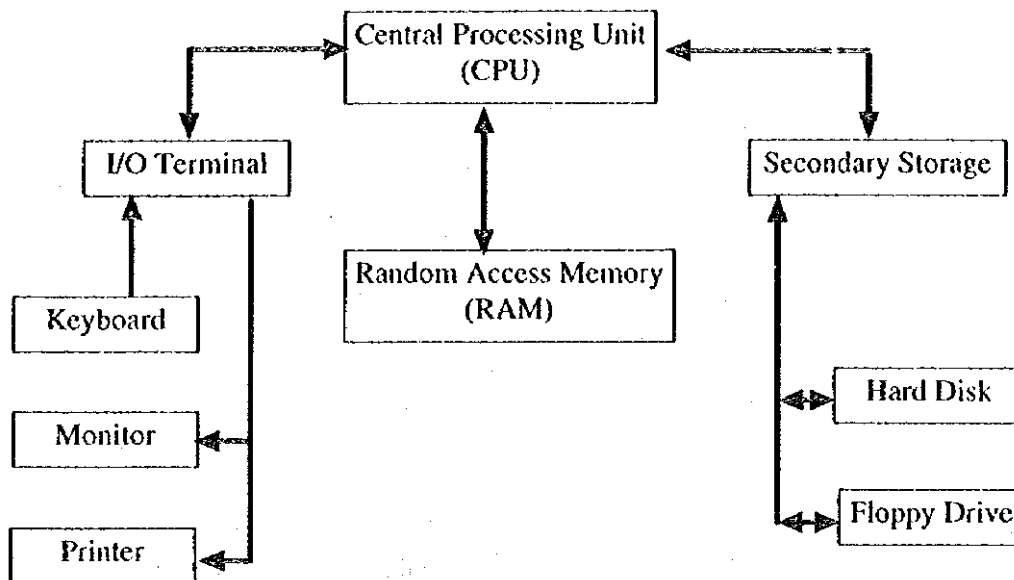 Central Processing Unit
(CPU)
I/O Terminal
Secondary Storage
Random Access Memory
(RAM)
Keyboard
Hard Disk
Monitor
Floppy Drive
Printer